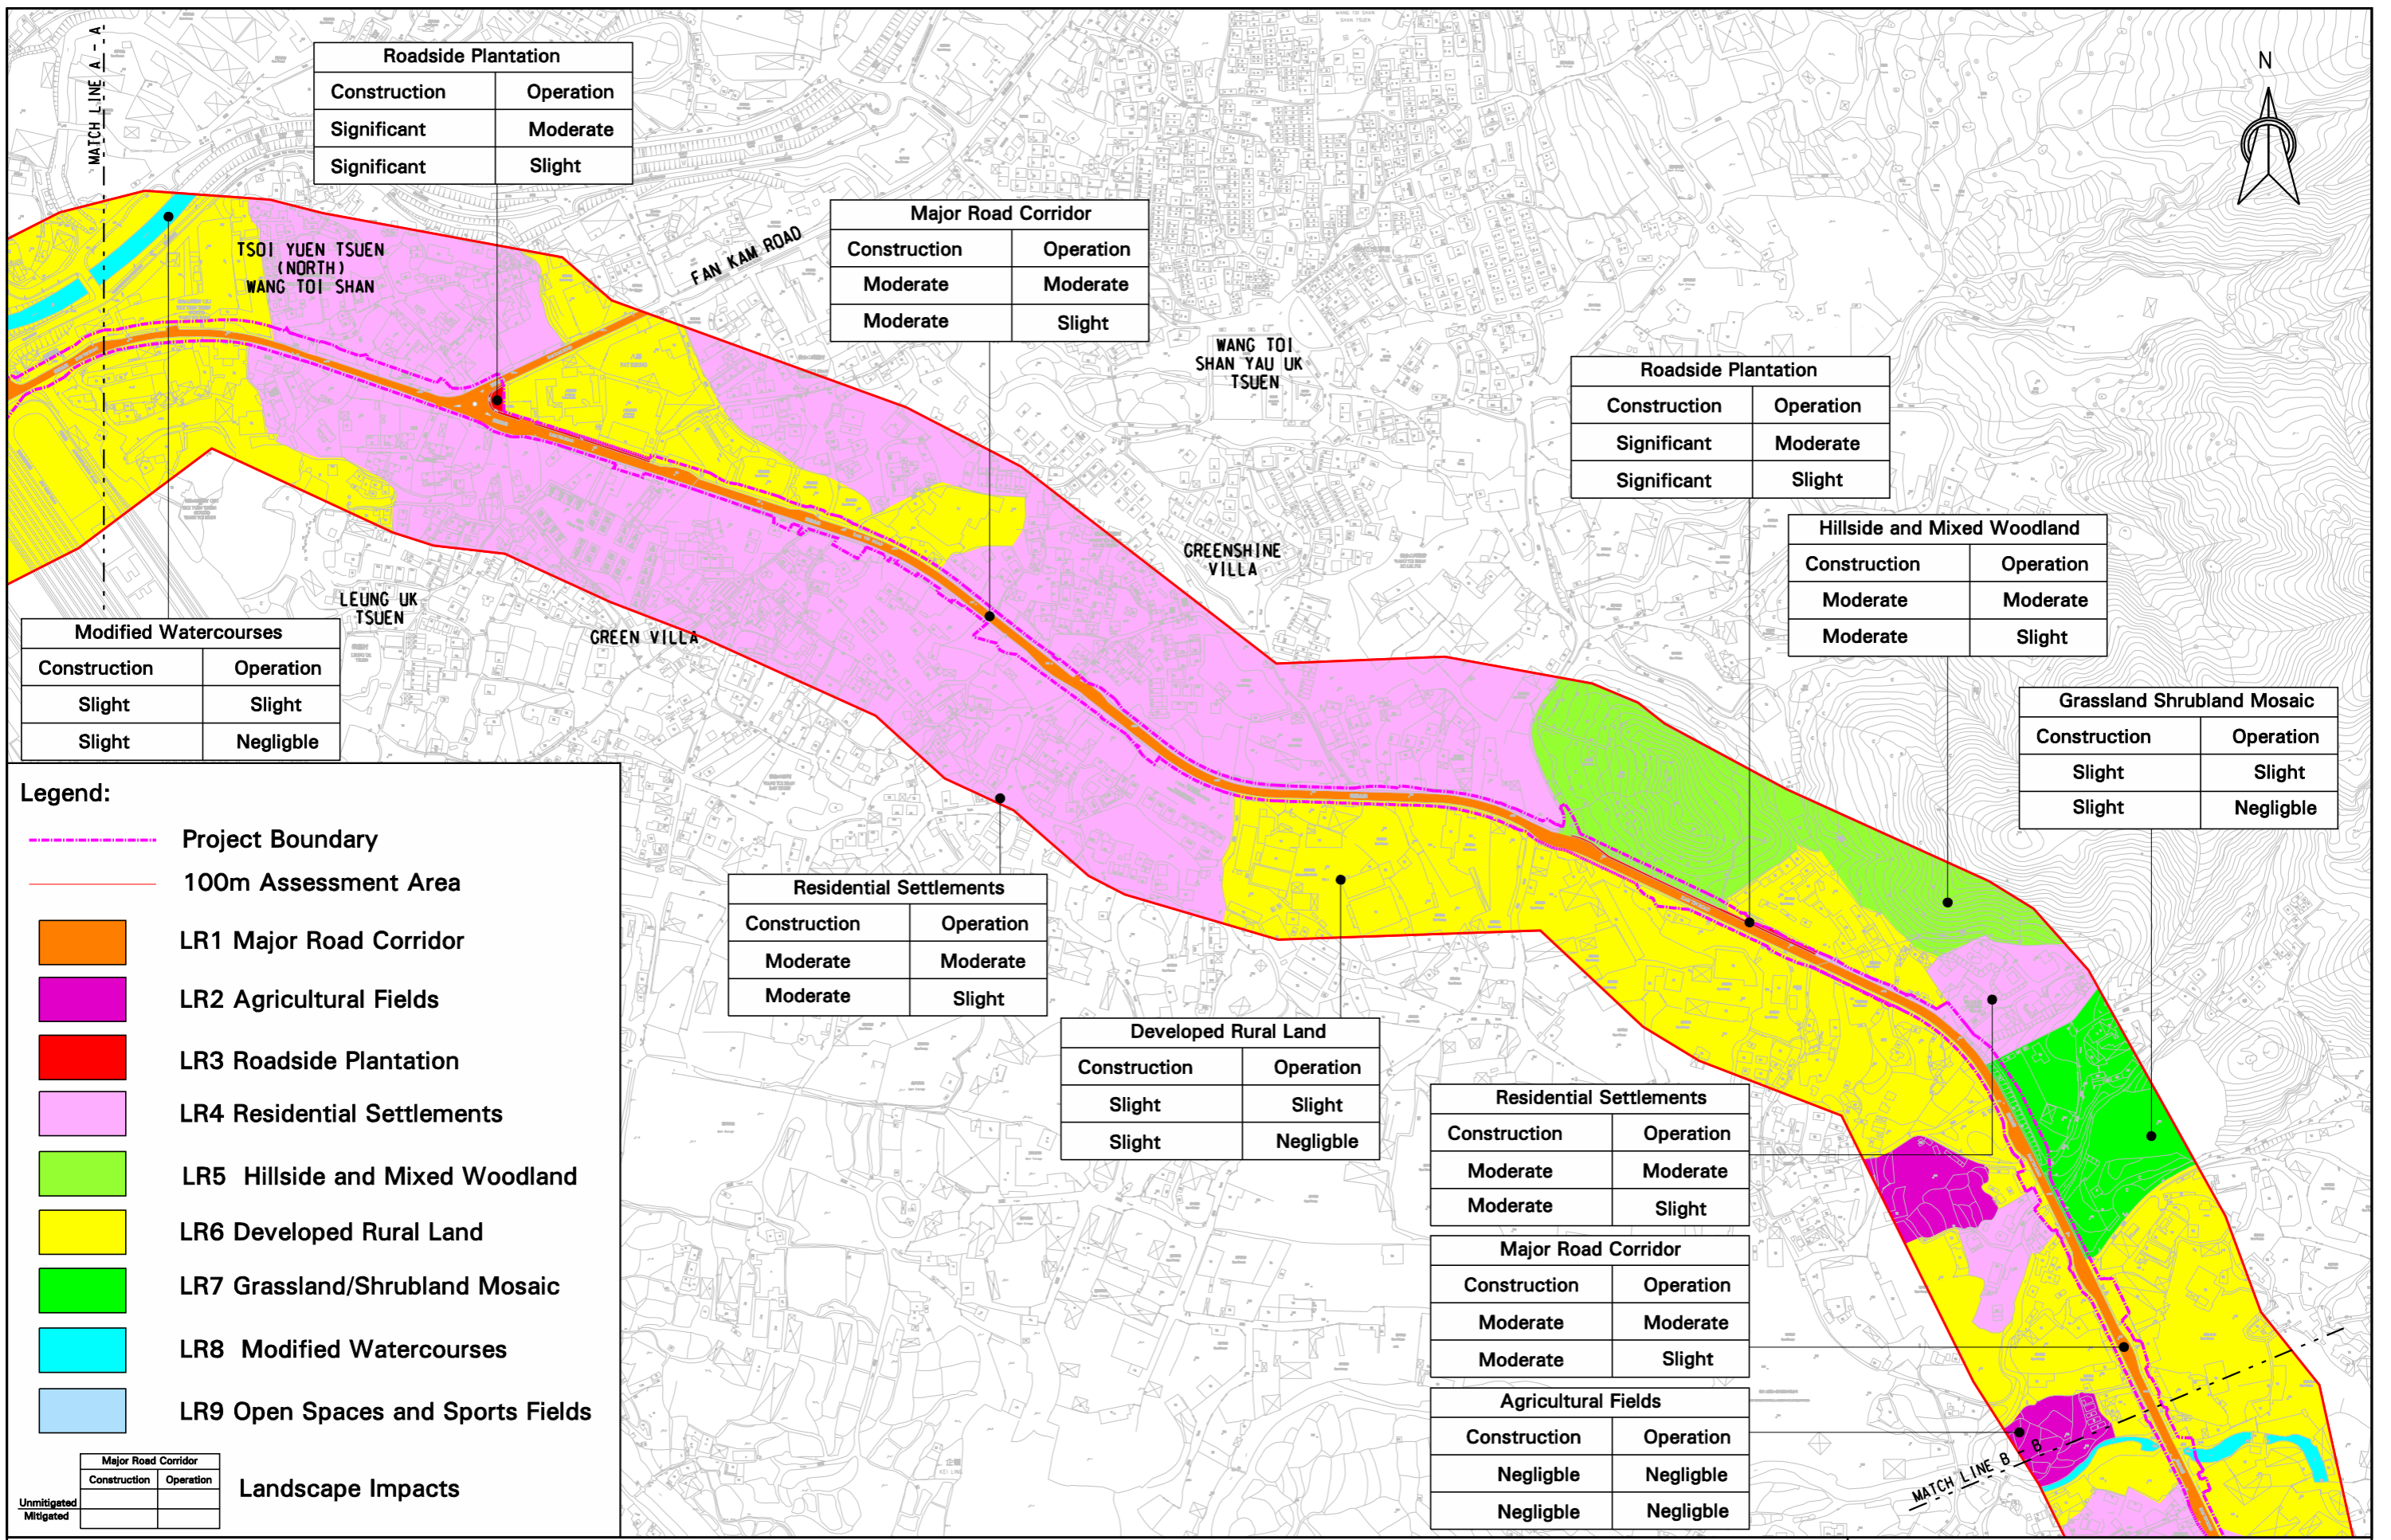 MATCH LINE A - A
Roadside Plantation
Construction Operation
Significant Moderate
Significant Slight
N
TSOI YUEN TSUEN
(NORTH)
WANG TOI SHAN
FAN KAM ROAD
Major Road Corridor
Construction Operation
Moderate Moderate
Moderate Slight
WANG TOI
SHAN YAU UK
TSUEN
Roadside Plantation
Construction Operation
Significant Moderate
Significant Slight
Hillside and Mixed Woodland
Construction Operation
Moderate Moderate
Moderate Slight
GREENSHINE
VILLA
LEUNG UK
TSUEN
GREEN VILLA
Modified Watercourses
Construction Operation
Slight Slight
Slight Negligble
Grassland Shrubland Mosaic
Construction Operation
Slight Slight
Slight Negligble
Residential Settlements
Construction Operation
Moderate Moderate
Moderate Slight
Developed Rural Land
Construction Operation
Slight Slight
Slight Negligble
Residential Settlements
Construction Operation
Moderate Moderate
Moderate Slight
Major Road Corridor
Construction Operation
Moderate Moderate
Moderate Slight
Agricultural Fields
Construction Operation
Negligble Negligble
Negligble Negligble
MATCH LINE B - B
Legend:
Project Boundary
100m Assessment Area
LR1 Major Road Corridor
LR2 Agricultural Fields
LR3 Roadside Plantation
LR4 Residential Settlements
LR5 Hillside and Mixed Woodland
LR6 Developed Rural Land
LR7 Grassland/Shrubland Mosaic
LR8 Modified Watercourses
LR9 Open Spaces and Sports Fields
Major Road Corridor
Construction Operation
Unmitigated
Mitigated
Landscape Impacts